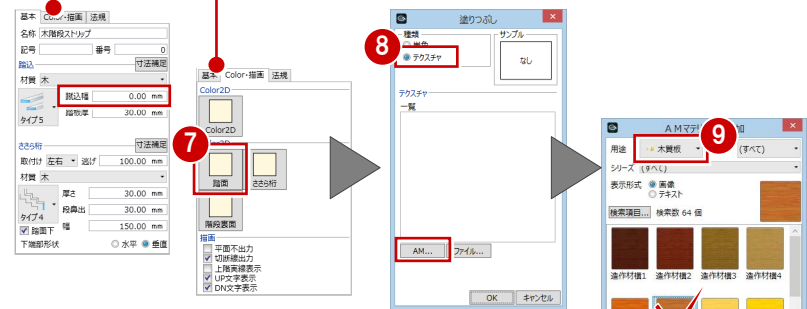 基本 Color・描画 法規
名称 木階段ストリップ
記号 番号 0
踏込 寸法補足
材質 木
蹴込幅 0.00 mm
タイプ5 踏板厚 30.00 mm
ささら桁 寸法補足
取付け 左右 逃げ 100.00 mm
材質 木
厚さ 30.00 mm
段鼻出 30.00 mm
タイプ4
踏面下 幅 150.00 mm
下端部形状 水平 垂直
基本 Color・描画 法規
Color2D
Color2D
7
踏面 ささら桁
階段裏面
描画
平面不出力
切断線出力
上階実線表示
UP文字表示
DN文字表示
塗りつぶし
8
種類 サンプル
単色
テクスチャ なし
テクスチャ
一覧
AM... ファイル...
OK キャンセル
9
用途 木質板 (すべて)
シリーズ (すべて)
表示形式 画像
テキスト
検索項目... 検索数 64 個
造作材檀1 造作材檀2 造作材檀3 造作材檀4